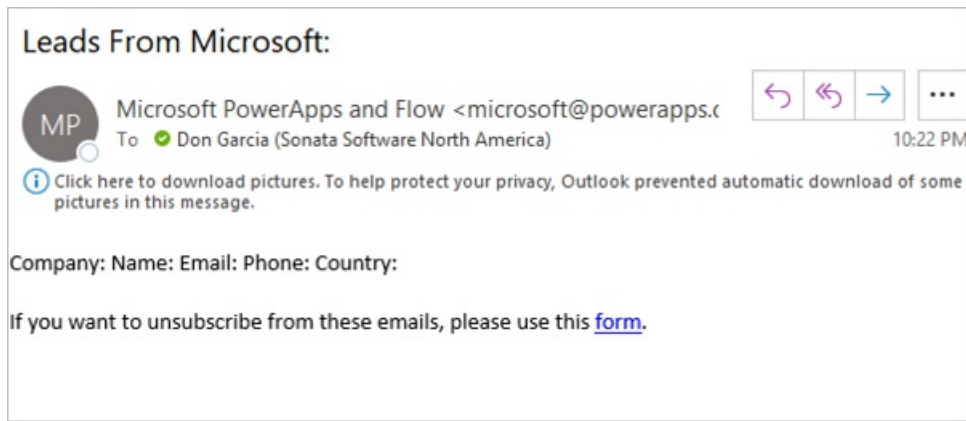 Leads From Microsoft:
MP
Microsoft PowerApps and Flow <microsoft@powerapps.c
To Don Garcia (Sonata Software North America)
10:22 PM
Click here to download pictures. To help protect your privacy, Outlook prevented automatic download of some
pictures in this message.
Company: Name: Email: Phone: Country:
If you want to unsubscribe from these emails, please use this form.